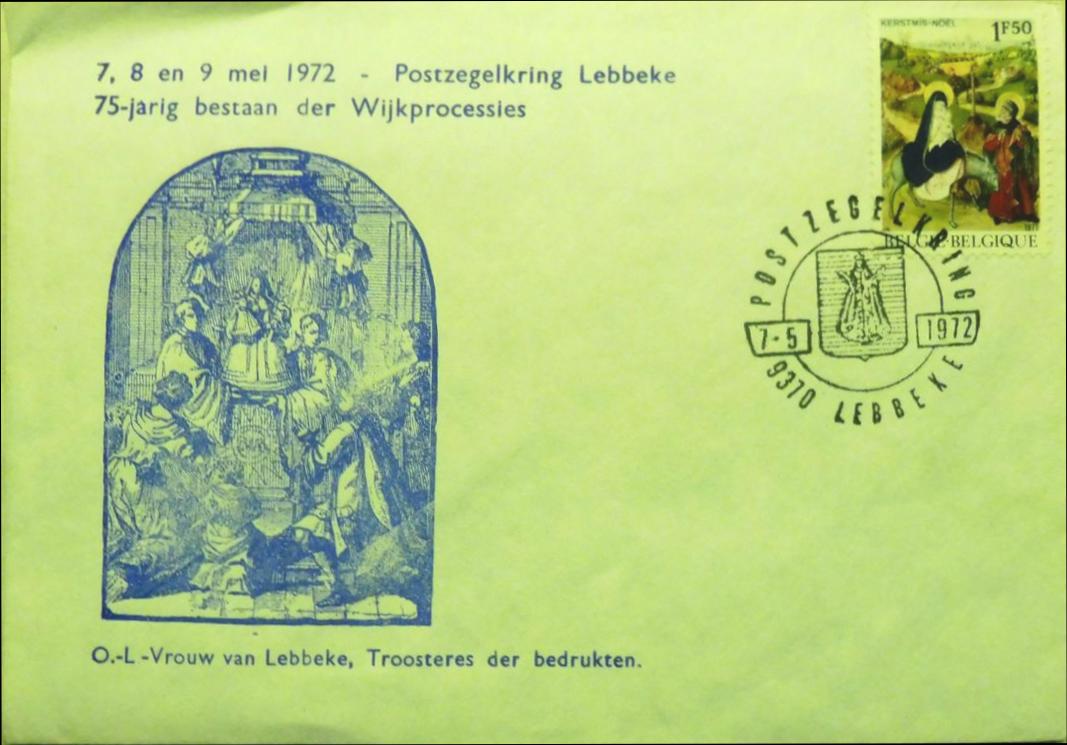 7, 8 en 9 mei 1972 - Postzegelkring Lebbeke
75-jarig bestaan der Wijkprocessies
KERSTMIS-NOËL
1F50
BELGIE-BELGIQUE
POSTZEGELKRING
7-5 1972
9370 LEBBEKE
O.-L-Vrouw van Lebbeke, Troosteres der bedrukten.